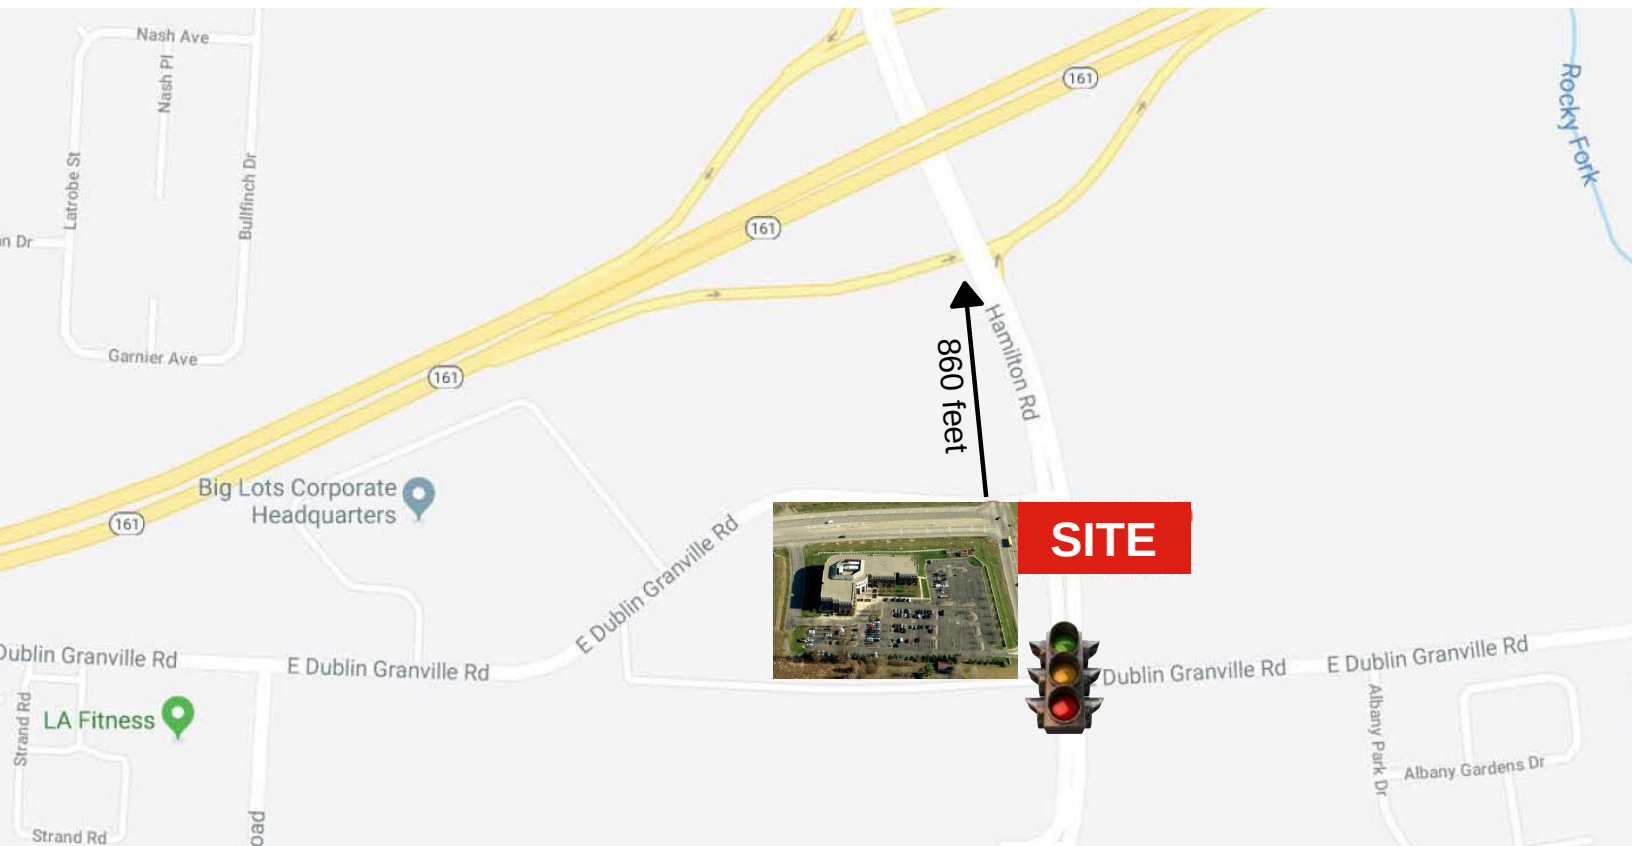 Nash Ave
Nash Pl
Latrobe St
Bullfinch Dr
n Dr
Garnier Ave
161
161
161
161
Rocky Fork
Hamilton Rd
860 feet
Big Lots Corporate
Headquarters
SITE
E Dublin Granville Rd
Dublin Granville Rd
E Dublin Granville Rd
Dublin Granville Rd
E Dublin Granville Rd
LA Fitness
Strand Rd
Strand Rd
oad
Albany Park Dr
Albany Gardens Dr